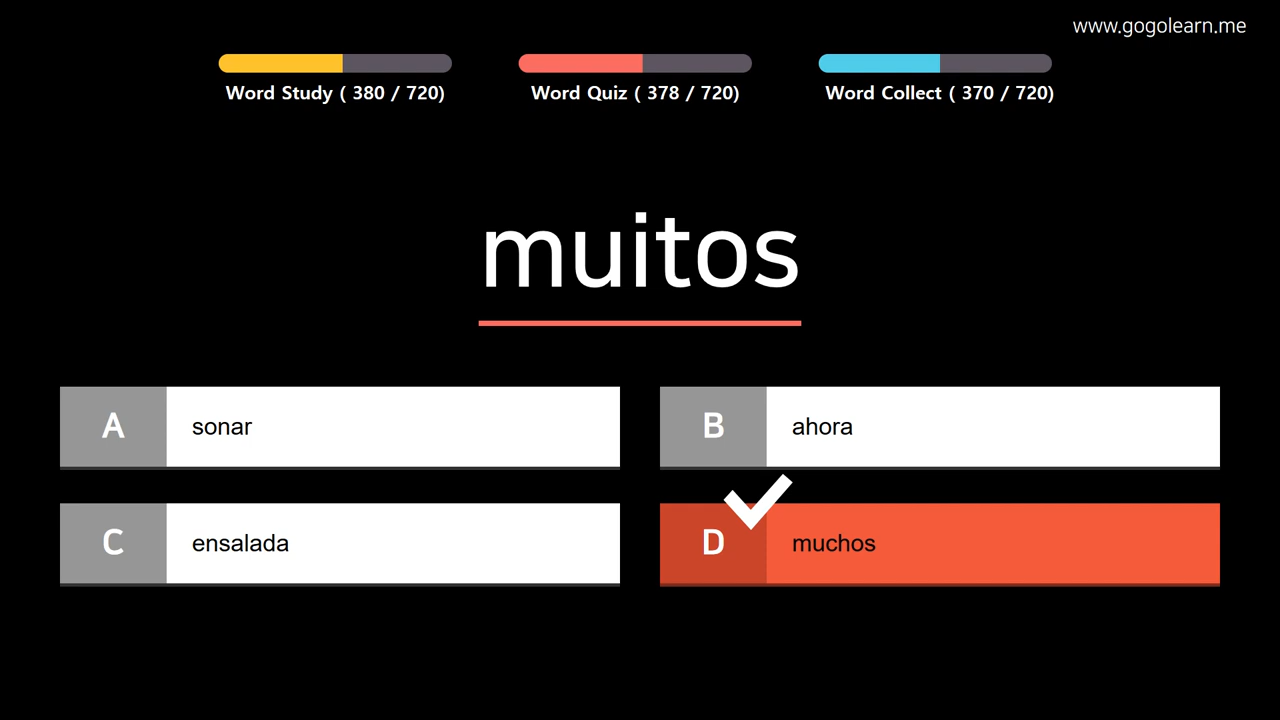 www.gogolearn.me
Word Study ( 380 / 720)
Word Quiz ( 378 / 720)
Word Collect ( 370 / 720)
muitos
A sonar
B ahora
C ensalada
D muchos